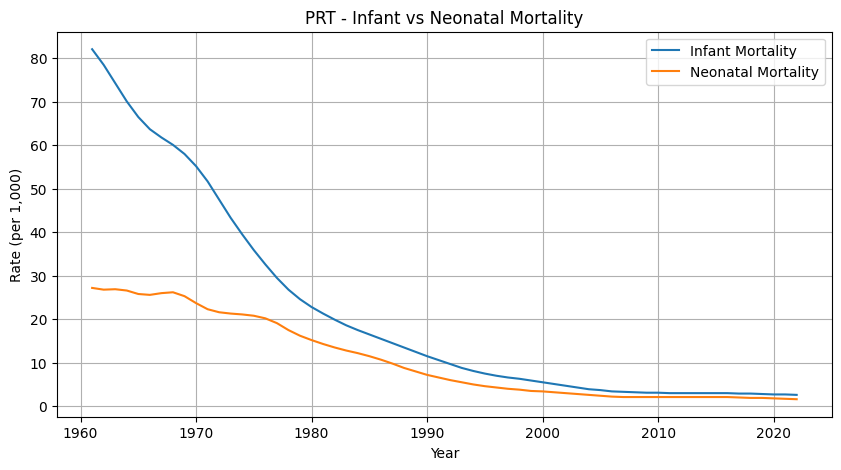 PRT - Infant vs Neonatal Mortality
Infant Mortality
Neonatal Mortality
Rate (per 1,000)
80
70
60
50
40
30
20
10
0
1960 1970 1980 1990 2000 2010 2020
Year